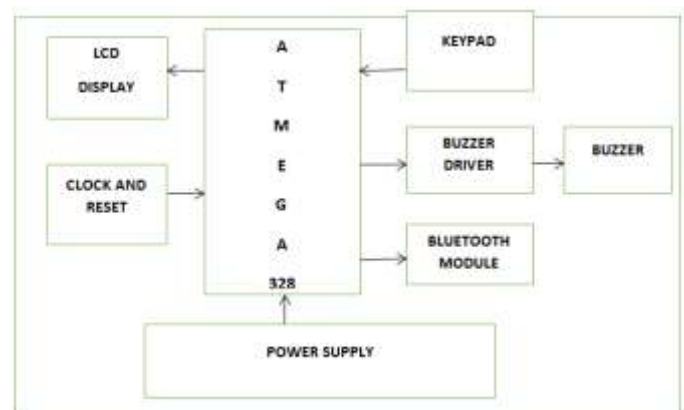 LCD
DISPLAY
A
T
M
E
G
A
328
KEYPAD
BUZZER
DRIVER
BUZZER
CLOCK AND
RESET
BLUETOOTH
MODULE
POWER SUPPLY